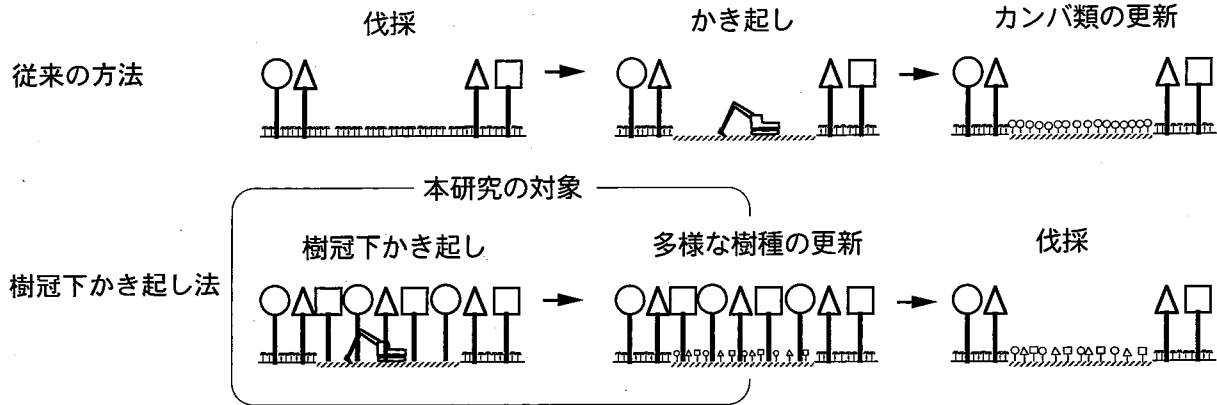 伐採
かき起し
カンバ類の更新
従来の方法
本研究の対象
樹冠下かき起し
多様な樹種の更新
伐採
樹冠下かき起し法